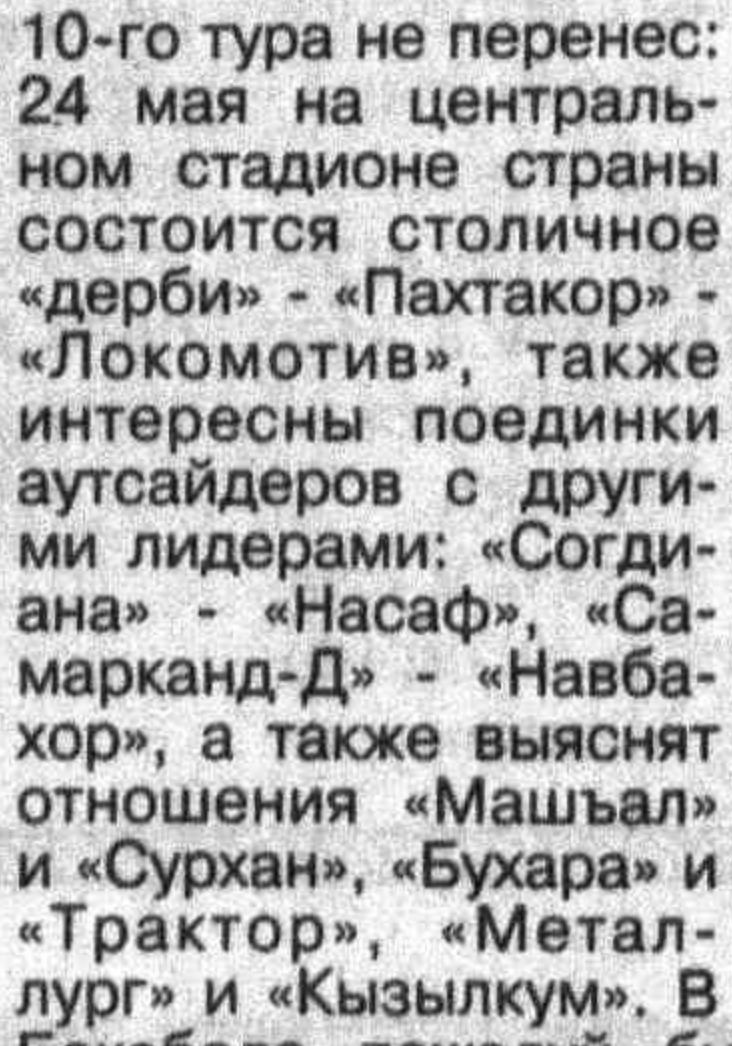 10-го тура не перенес:
24 мая на централь-
ном стадионе страны
состоится столичное
«дерби» - «Пахтакор» -
«Локомотив», также
интересны поединки
аутсайдеров с други-
ми лидерами: «Согди-
ана» - «Насаф», «Са-
марканд-Д» - «Навба-
хор», а также выяснят
отношения «Машъал»
и «Сурхан», «Бухара» и
«Трактор», «Метал-
лург» и «Кызылкум». В